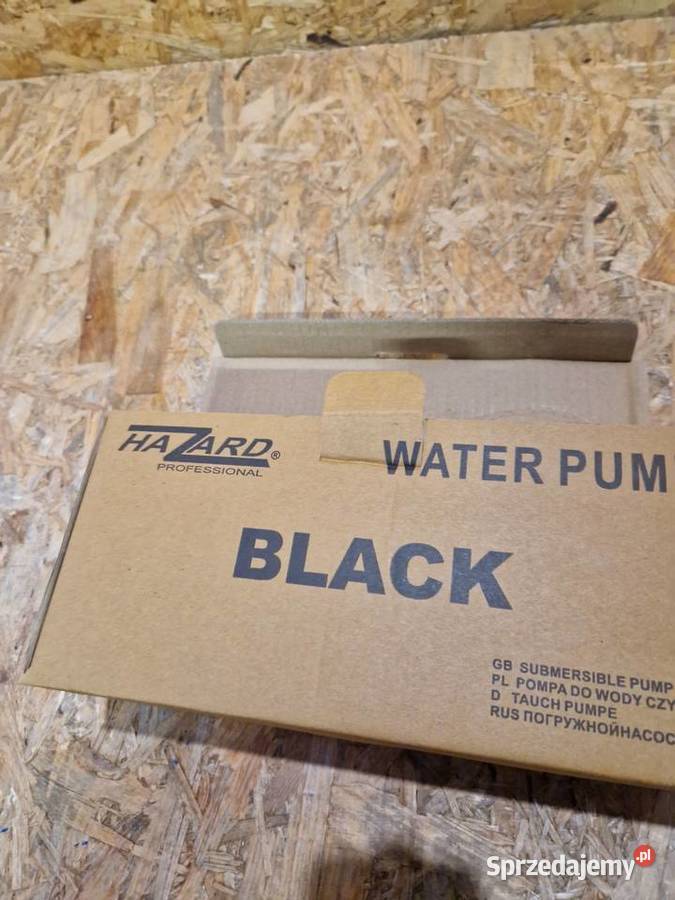 HAZARD®
PROFESSIONAL
WATER PUM
BLACK
GB SUBMERSIBLE PUMP
PL POMPA DO WODY CZY
D TAUCH PUMPE
RUS ПОГРУЖНОЙНАСОС
Sprzedajemy.pl